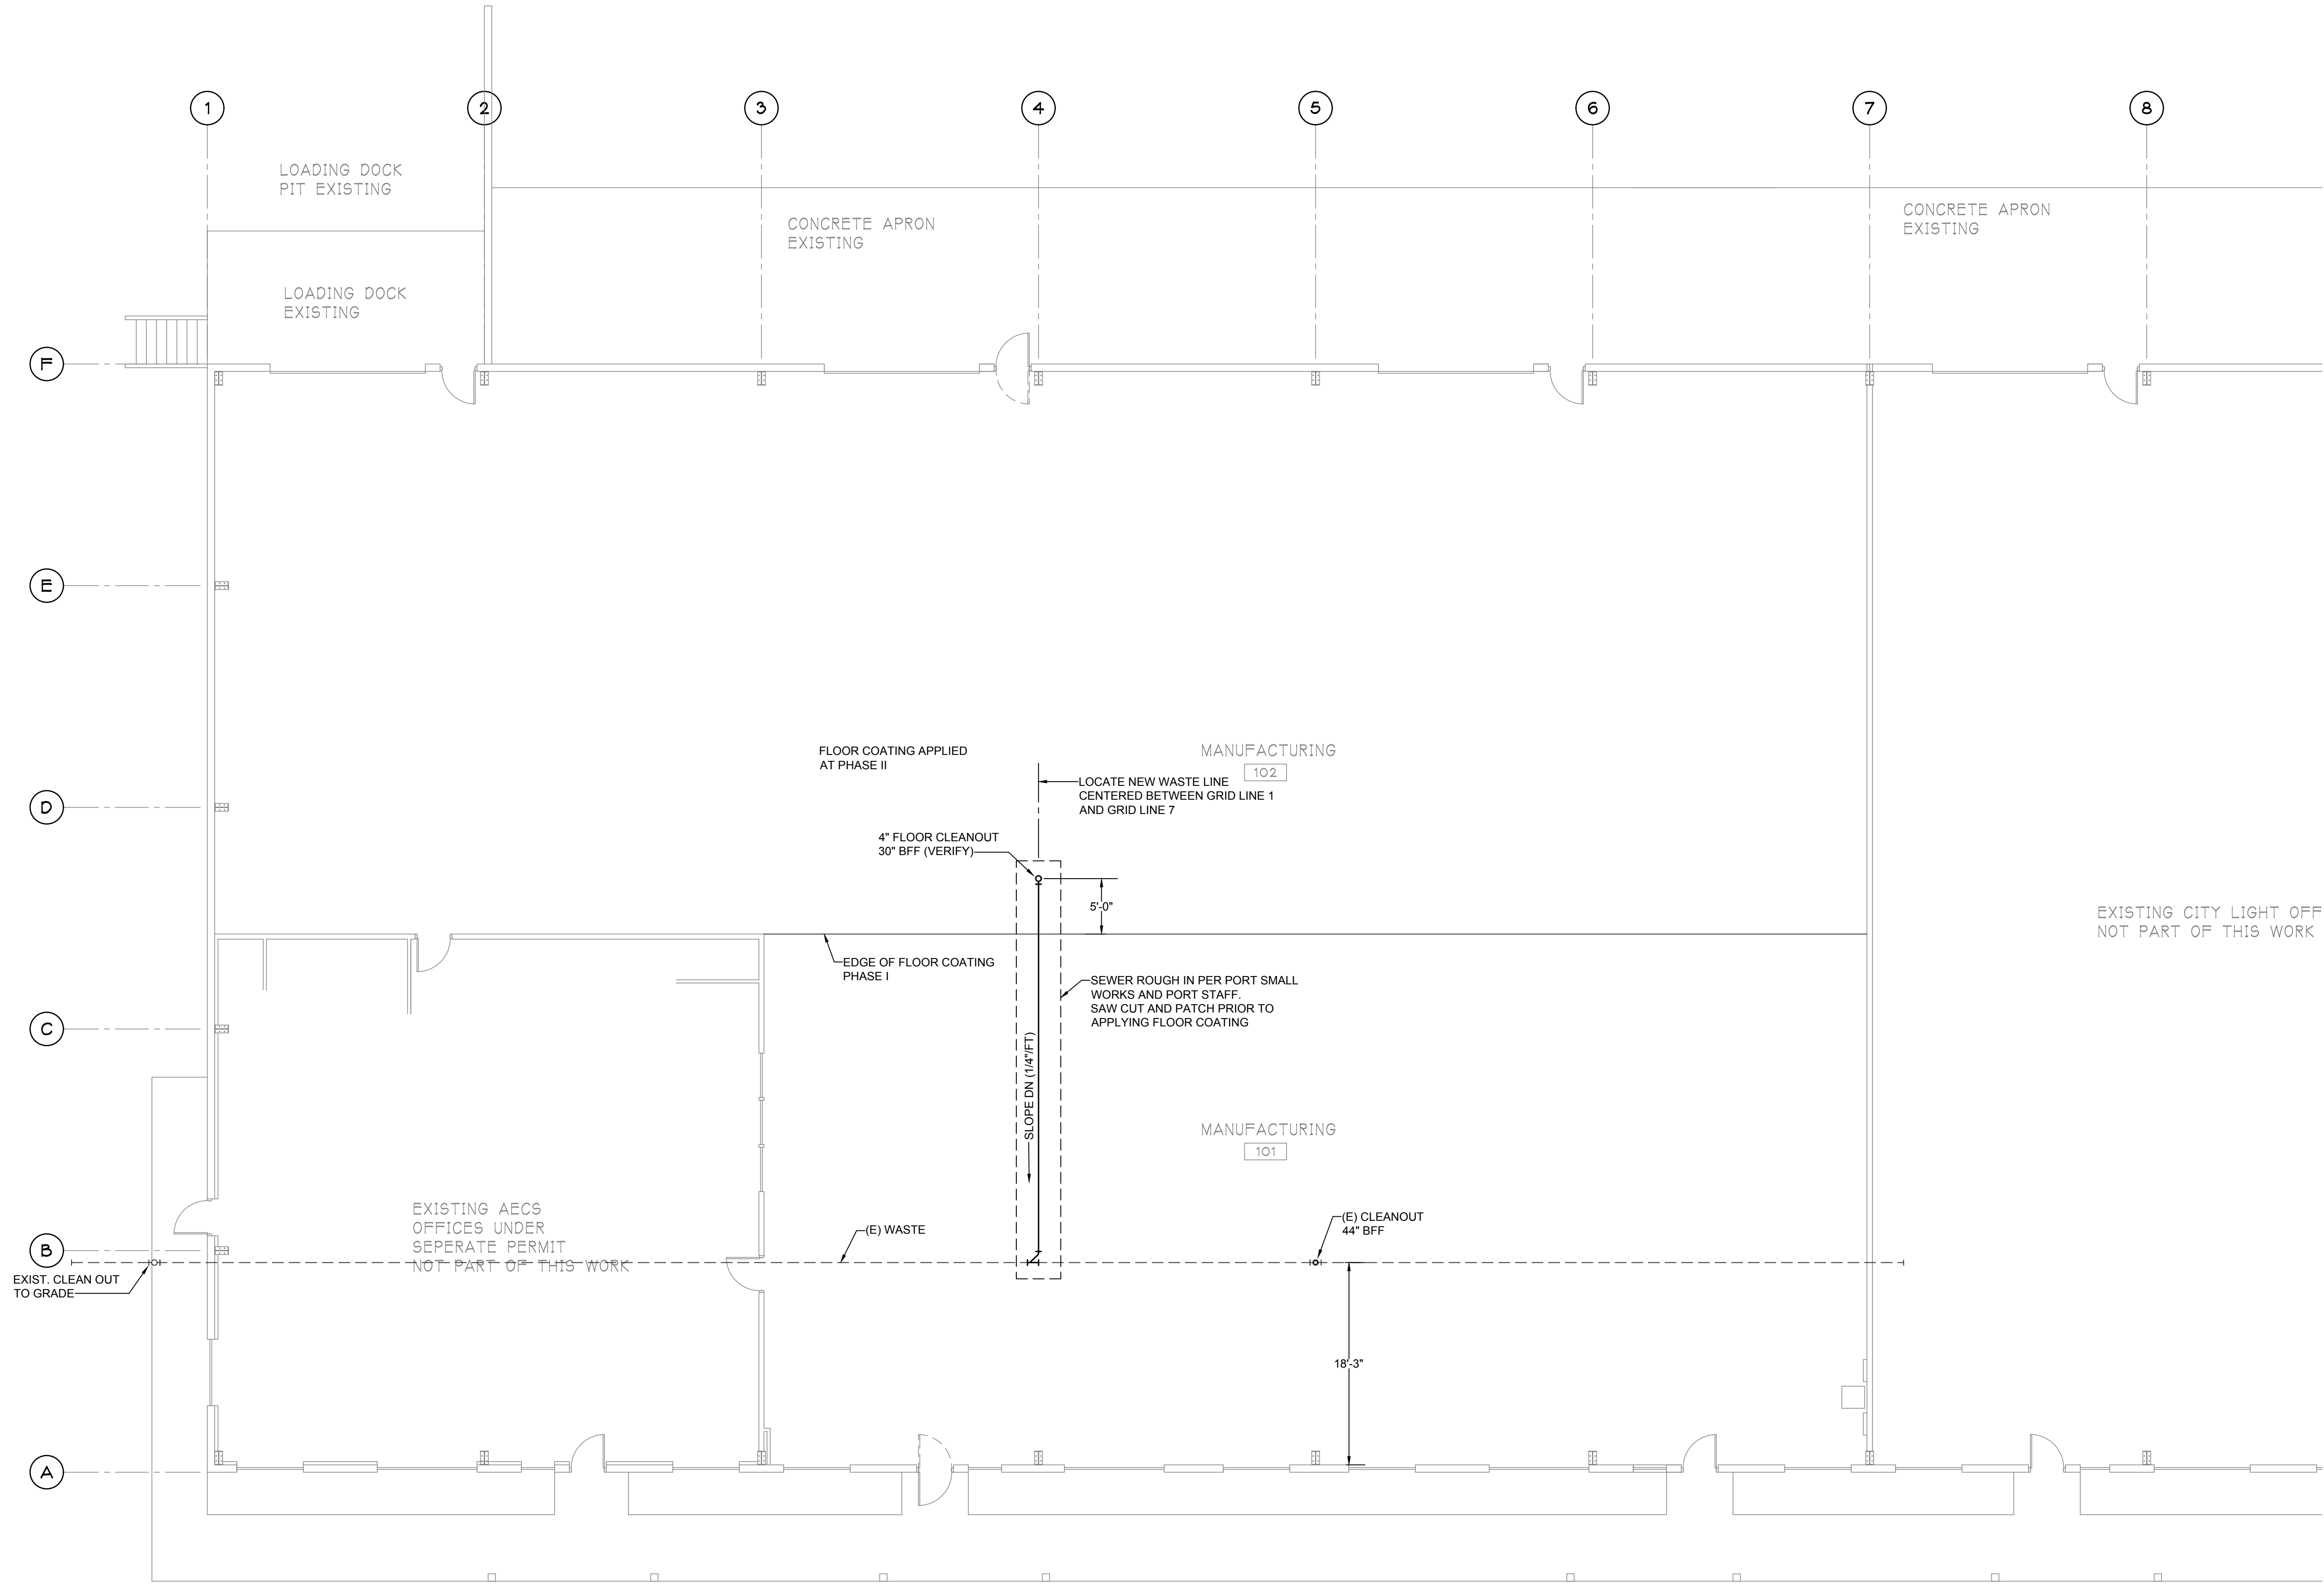 1
2
3
4
5
6
7
8
LOADING DOCK
PIT EXISTING
CONCRETE APRON
EXISTING
CONCRETE APRON
EXISTING
LOADING DOCK
EXISTING
F
E
FLOOR COATING APPLIED
AT PHASE II
MANUFACTURING
102
LOCATE NEW WASTE LINE
CENTERED BETWEEN GRID LINE 1
AND GRID LINE 7
D
4" FLOOR CLEANOUT
30" BFF (VERIFY)
5'-0"
EXISTING CITY LIGHT OFF
NOT PART OF THIS WORK
EDGE OF FLOOR COATING
PHASE I
SEWER ROUGH IN PER PORT SMALL
WORKS AND PORT STAFF.
SAW CUT AND PATCH PRIOR TO
APPLYING FLOOR COATING
C
SLOPE DN (1/4"/FT)
MANUFACTURING
101
EXISTING AECS
OFFICES UNDER
SEPERATE PERMIT
NOT PART OF THIS WORK
(E) WASTE
(E) CLEANOUT
44" BFF
B
EXIST. CLEAN OUT
TO GRADE
18'-3"
A